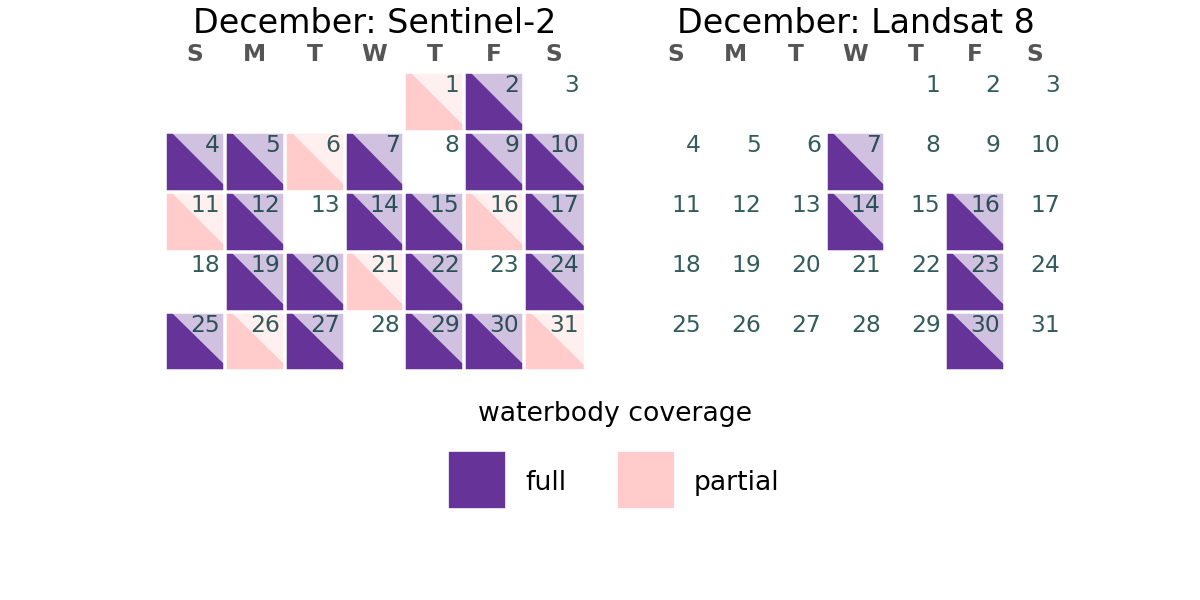 December: Sentinel-2
S M T W T F S
1 2 3
4 5 6 7 8 9 10
11 12 13 14 15 16 17
18 19 20 21 22 23 24
25 26 27 28 29 30 31
December: Landsat 8
S M T W T F S
1 2 3
4 5 6 7 8 9 10
11 12 13 14 15 16 17
18 19 20 21 22 23 24
25 26 27 28 29 30 31
waterbody coverage
full
partial